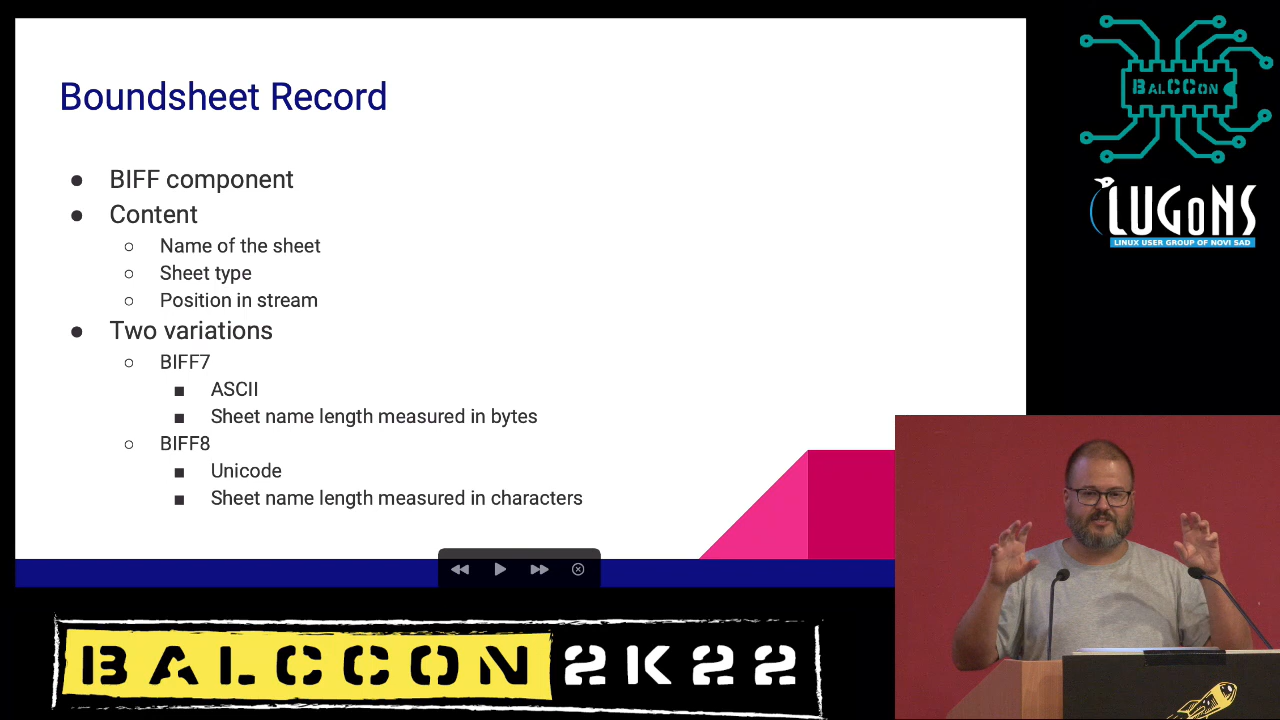 Boundsheet Record
● BIFF component
● Content
○ Name of the sheet
○ Sheet type
○ Position in stream
● Two variations
○ BIFF7
■ ASCII
■ Sheet name length measured in bytes
○ BIFF8
■ Unicode
■ Sheet name length measured in characters
BALCCON
LUGONS
LINUX USER GROUP OF NOVI SAD
BALCCON 2K22